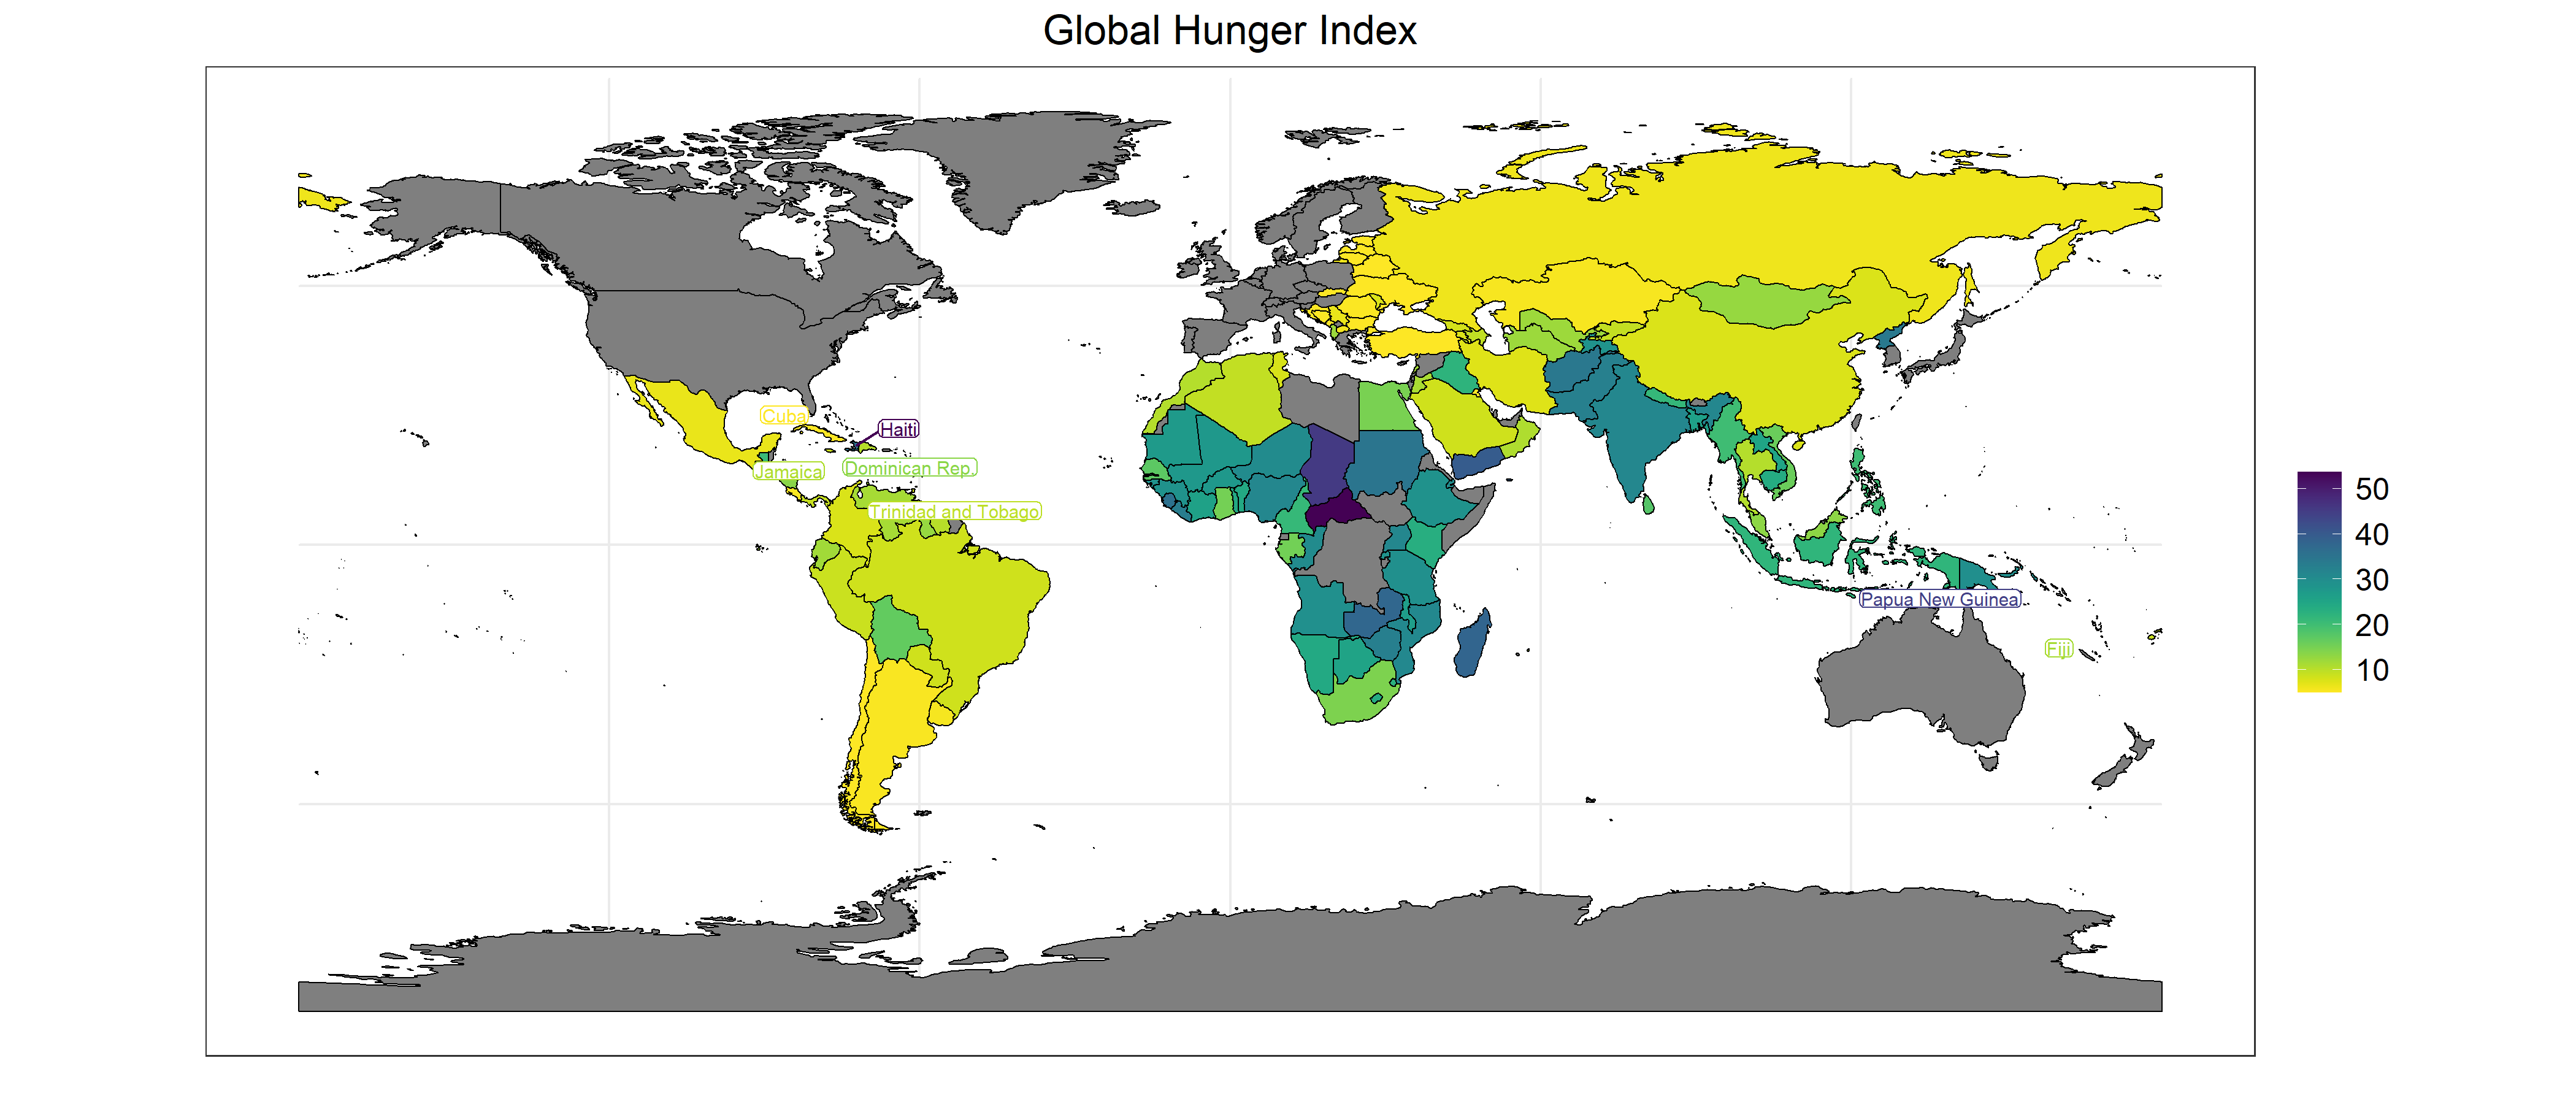 Global Hunger Index
Cuba
Haiti
Jamaica
Dominican Rep.
Trinidad and Tobago
Papua New Guinea
Fiji
50
40
30
20
10